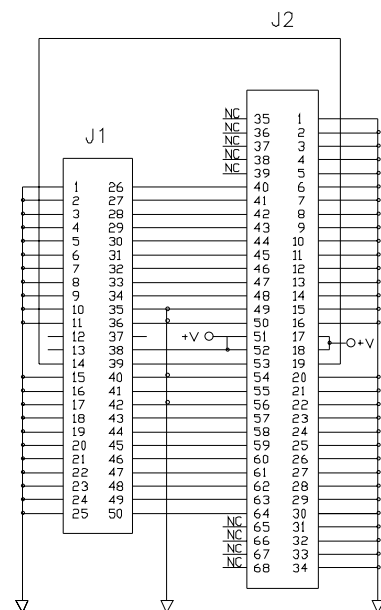 J2
J1
NC 35 1
NC 36 2
NC 37 3
NC 38 4
NC 39 5
1 26 40 6
2 27 41 7
3 28 42 8
4 29 43 9
5 30 44 10
6 31 45 11
7 32 46 12
8 33 47 13
9 34 48 14
10 35 49 15
11 36 50 16
12 37 +V 51 17
13 38 52 18 +V
14 39 53 19
15 40 54 20
16 41 55 21
17 42 56 22
18 43 57 23
19 44 58 24
20 45 59 25
21 46 60 26
22 47 61 27
23 48 62 28
24 49 63 29
25 50 64 30
NC 65 31
NC 66 32
NC 67 33
NC 68 34